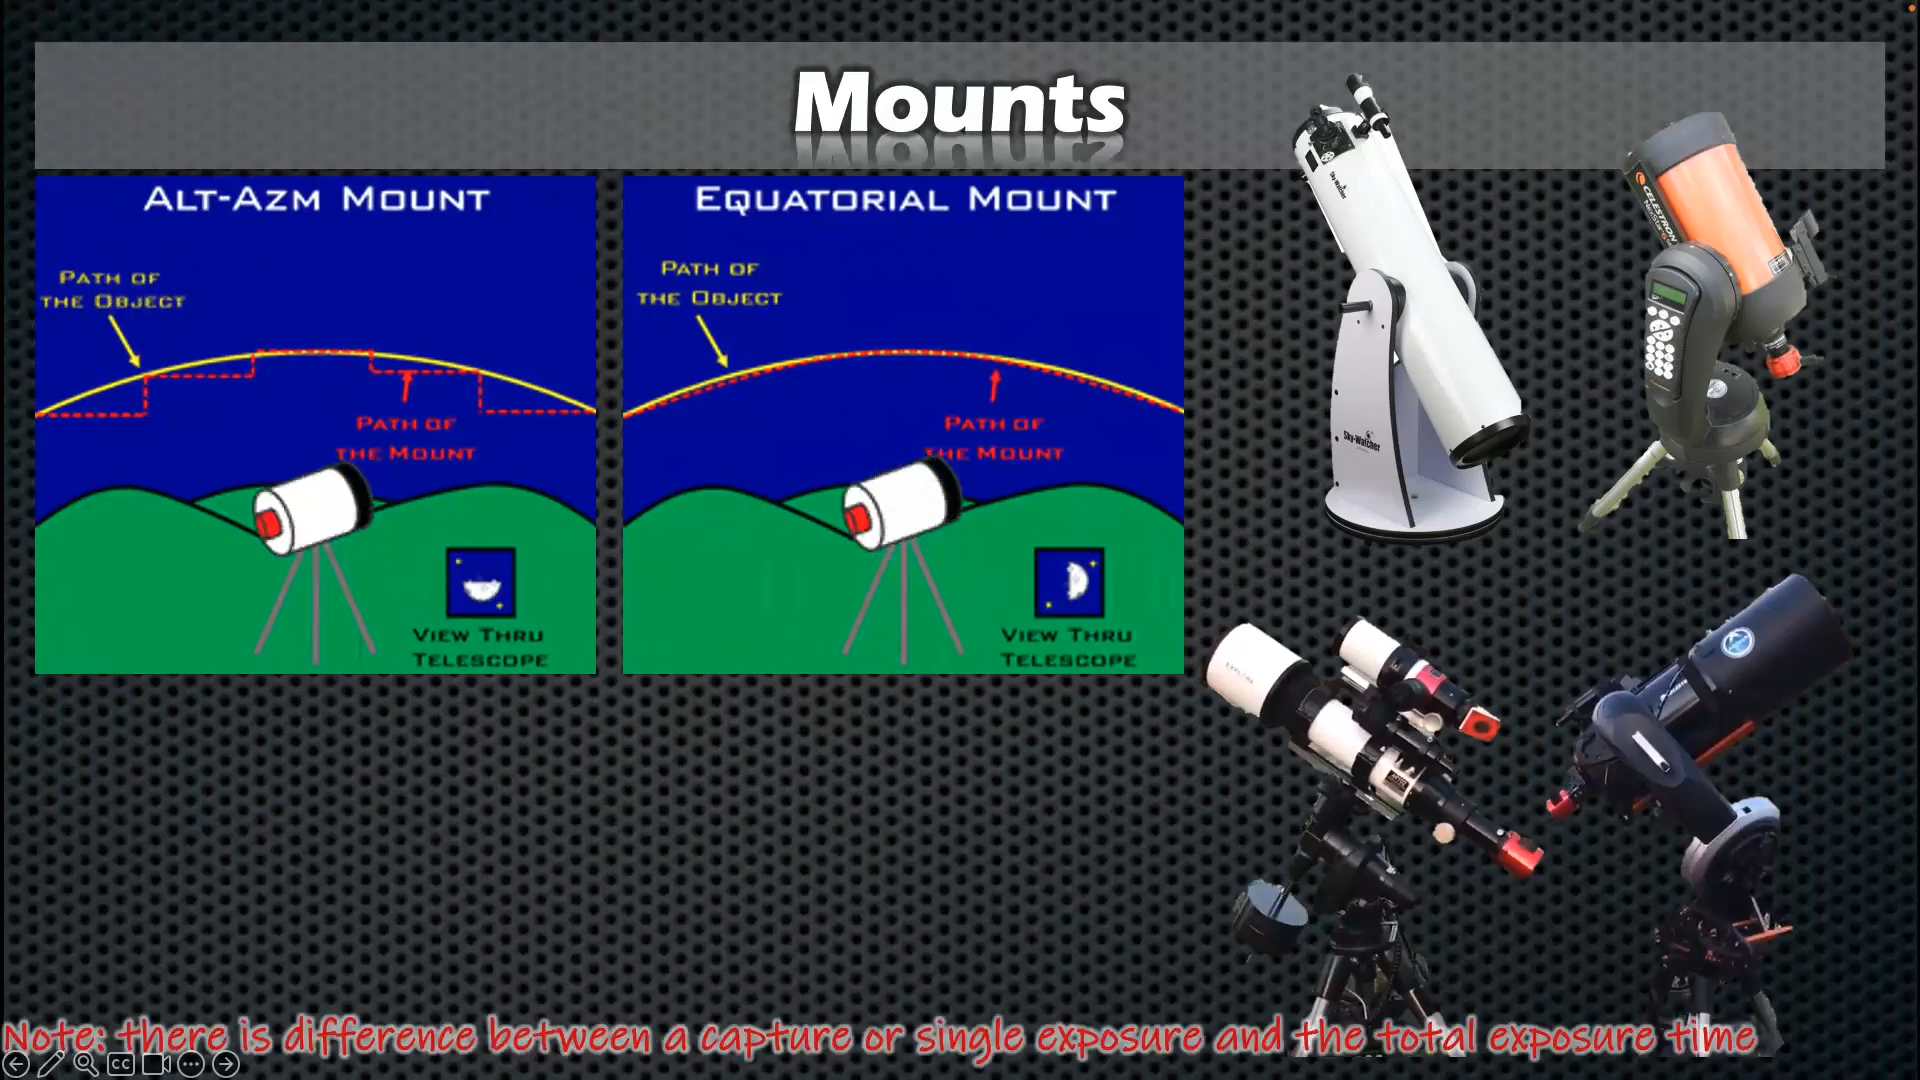 Mounts
ALT-AZM MOUNT
PATH OF
THE OBJECT
PATH OF
THE MOUNT
VIEW THRU
TELESCOPE
EQUATORIAL MOUNT
PATH OF
THE OBJECT
PATH OF
THE MOUNT
VIEW THRU
TELESCOPE
Sky-Watcher
Sky-Watcher
CELESTRON
NexStar
Note: there is difference between a capture or single exposure and the total exposure time
CC